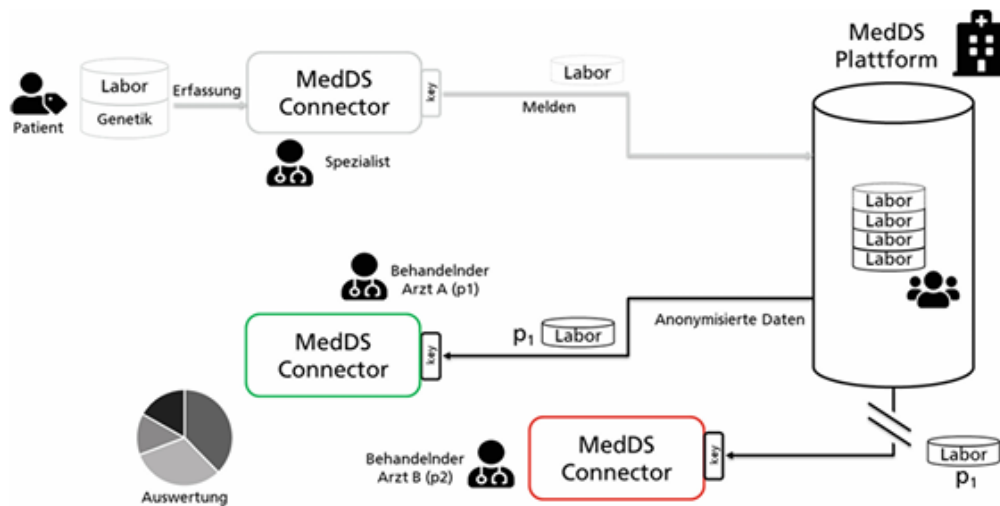 MedDS
Plattform
Labor
Genetik
Patient
Erfassung
MedDS
Connector
key
Spezialist
Labor
Melden
Labor
Labor
Labor
Labor
Behandelnder
Arzt A (p1)
MedDS
Connector
key
p₁
Labor
Anonymisierte Daten
Auswertung
Behandelnder
Arzt B (p2)
MedDS
Connector
key
Labor
p₁